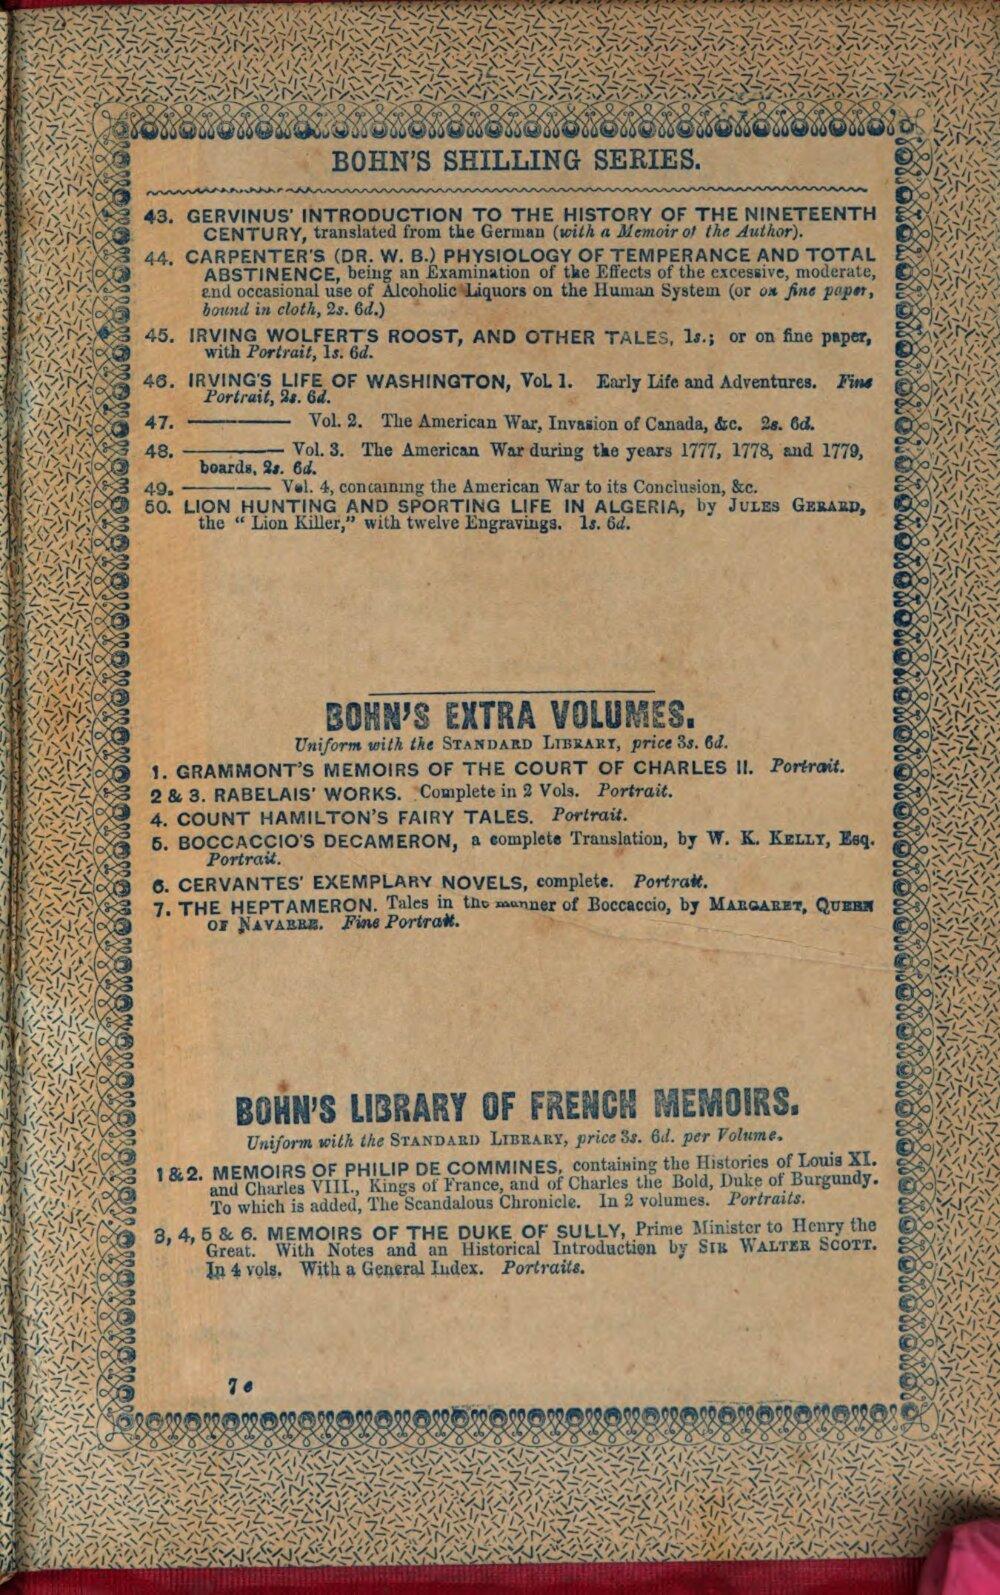 BOHN'S SHILLING SERIES.
43. GERVINUS' INTRODUCTION TO THE HISTORY OF THE NINETEENTH
CENTURY, translated from the German (with a Memoir of the Author).
44. CARPENTER'S (DR. W. B.) PHYSIOLOGY OF TEMPERANCE AND TOTAL
ABSTINENCE, being an Examination of the Effects of the excessive, moderate,
and occasional use of Alcoholic Liquors on the Human System (or on fine paper,
bound in cloth, 2s. 6d.)
45. IRVING WOLFERT'S ROOST, AND OTHER TALES, 1s.; or on fine paper,
with Portrait, 1s. 6d.
46. IRVING'S LIFE OF WASHINGTON, Vol. 1. Early Life and Adventures. Fine
Portrait, 2s. 6d.
47. ———— Vol. 2. The American War, Invasion of Canada, &c. 2s. 6d.
48. ———— Vol. 3. The American War during the years 1777, 1778, and 1779,
boards, 2s. 6d.
49. ———— Vol. 4, containing the American War to its Conclusion, &c.
50. LION HUNTING AND SPORTING LIFE IN ALGERIA, by JULES GERARD,
the "Lion Killer," with twelve Engravings. 1s. 6d.
BOHN'S EXTRA VOLUMES.
Uniform with the STANDARD LIBRARY, price 3s. 6d.
1. GRAMMONT'S MEMOIRS OF THE COURT OF CHARLES II. Portrait.
2 & 3. RABELAIS' WORKS. Complete in 2 Vols. Portrait.
4. COUNT HAMILTON'S FAIRY TALES. Portrait.
5. BOCCACCIO'S DECAMERON, a complete Translation, by W. K. KELLY, Esq.
Portrait.
6. CERVANTES' EXEMPLARY NOVELS, complete. Portrait.
7. THE HEPTAMERON. Tales in the manner of Boccaccio, by MARGARET, QUEEN
OF NAVARRE. Fine Portrait.
BOHN'S LIBRARY OF FRENCH MEMOIRS.
Uniform with the STANDARD LIBRARY, price 3s. 6d. per Volume.
1 & 2. MEMOIRS OF PHILIP DE COMMINES, containing the Histories of Louis XI.
and Charles VIII., Kings of France, and of Charles the Bold, Duke of Burgundy.
To which is added, The Scandalous Chronicle. In 2 volumes. Portraits.
3, 4, 5 & 6. MEMOIRS OF THE DUKE OF SULLY, Prime Minister to Henry the
Great. With Notes and an Historical Introduction by SIR WALTER SCOTT.
In 4 vols. With a General Index. Portraits.
7